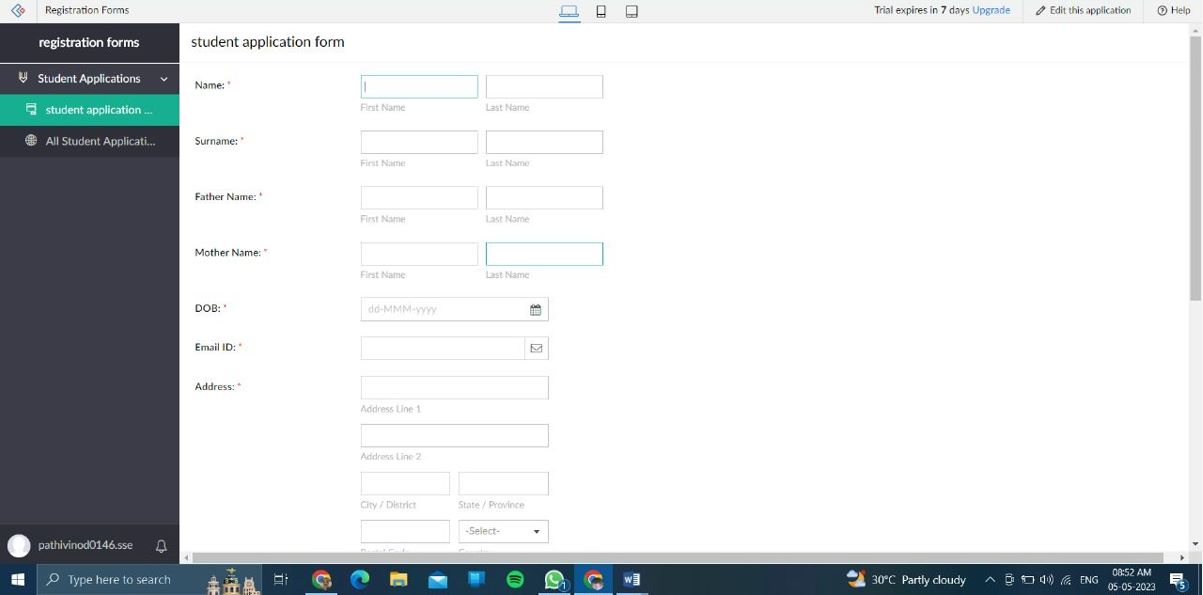 Registration Forms
Trial expires in 7 days Upgrade
Edit this application
Help
registration forms
student application form
Student Applications
student application ...
All Student Applicati...
Name: *
First Name
Last Name
Surname: *
First Name
Last Name
Father Name: *
First Name
Last Name
Mother Name: *
First Name
Last Name
DOB: *
dd-MMM-yyyy
Email ID: *
Address: *
Address Line 1
Address Line 2
City / District
State / Province
-Select-
pathivinod0146.sse
Type here to search
1
30°C Partly cloudy
ENG
08:52 AM
05-05-2023
5